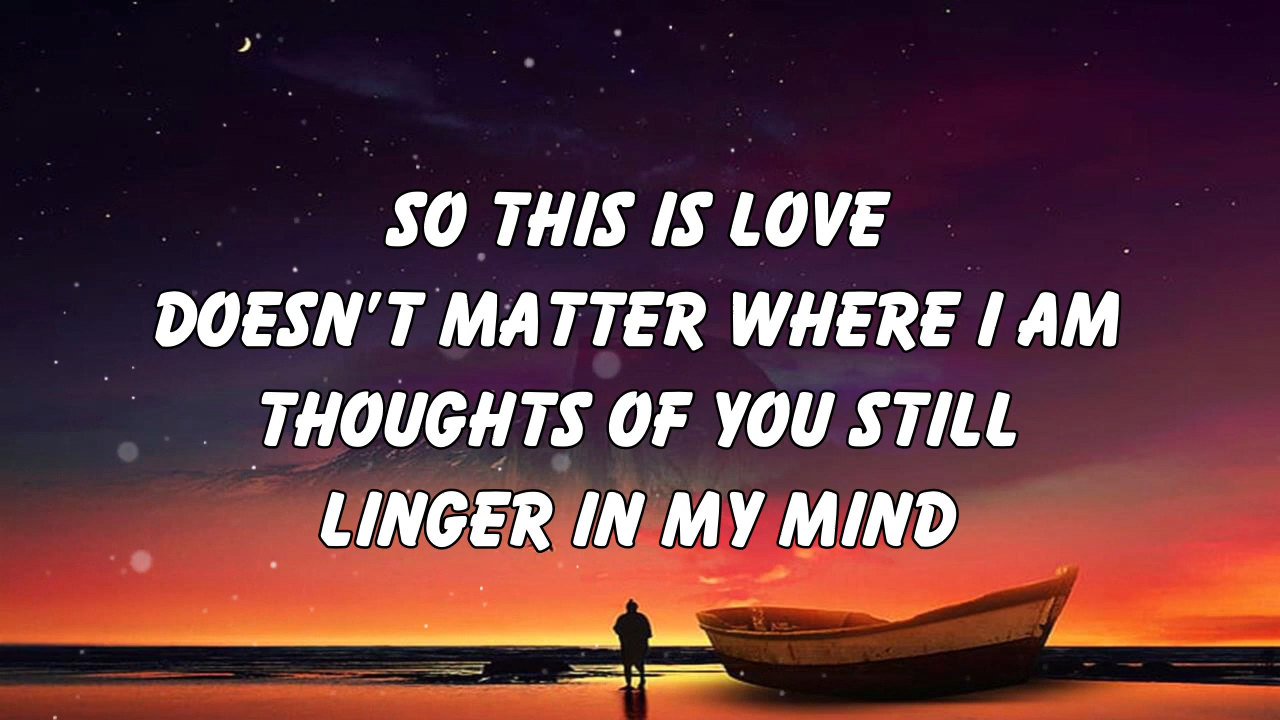 SO THIS IS LOVE
DOESN'T MATTER WHERE I AM
THOUGHTS OF YOU STILL
LINGER IN MY MIND